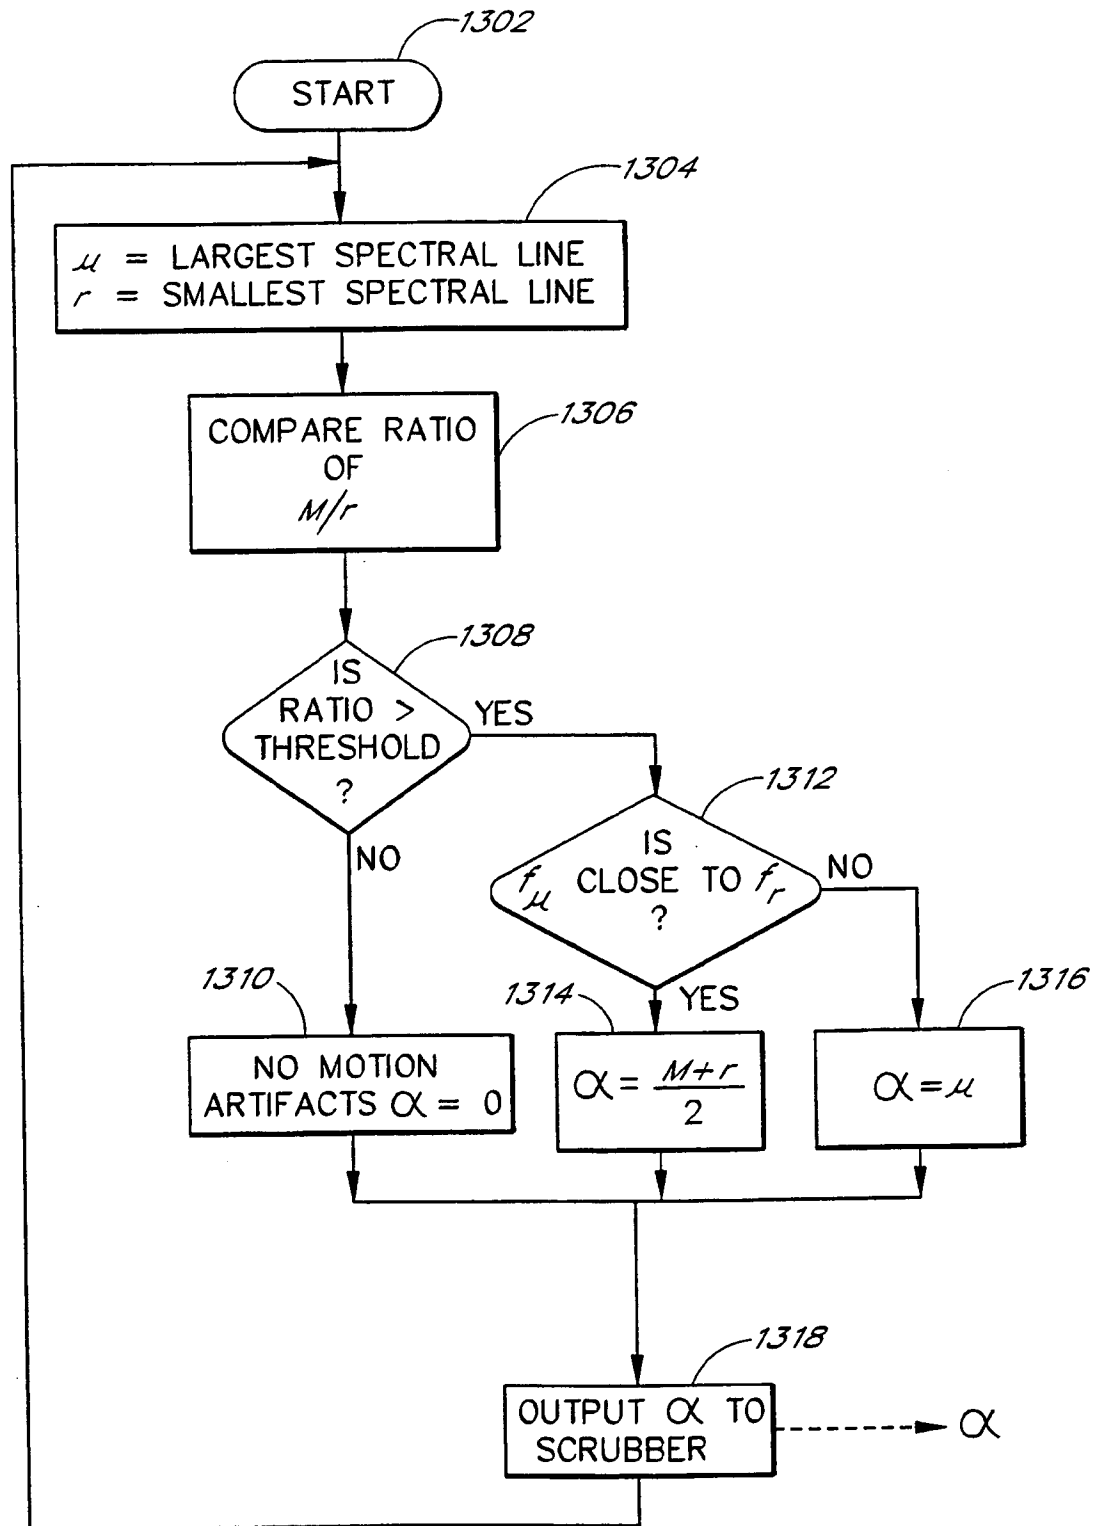 1302
START
1304
μ = LARGEST SPECTRAL LINE
r = SMALLEST SPECTRAL LINE
1306
COMPARE RATIO
OF
M/r
1308
IS
RATIO >
THRESHOLD
?
YES
NO
1312
IS
fμ CLOSE TO fr
?
NO
YES
1310
NO MOTION
ARTIFACTS α = 0
1314
α = M+r
2
1316
α = μ
1318
OUTPUT α TO
SCRUBBER
α